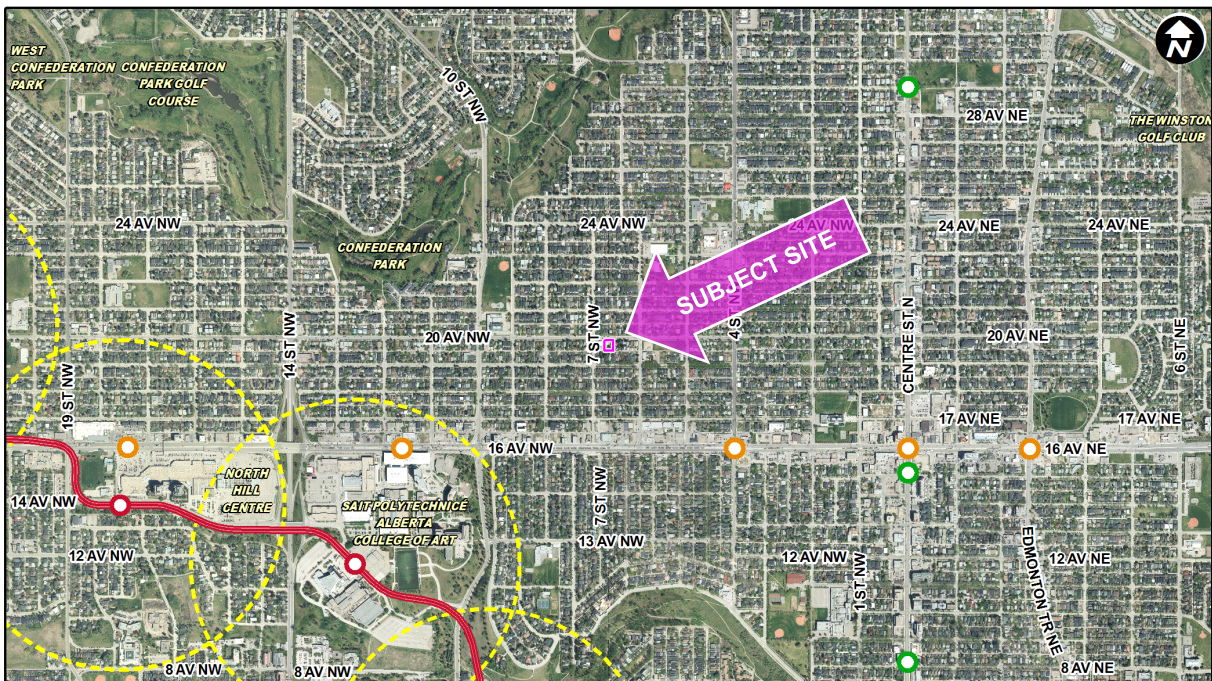 WEST
CONFEDERATION
PARK
CONFEDERATION
PARK GOLF
COURSE
10 ST NW
N
28 AV NE
THE WINSTON
GOLF CLUB
24 AV NW
24 AV NW
24 AV NW
24 AV NE
24 AV NE
CONFEDERATION
PARK
SUBJECT SITE
19 ST NW
14 ST NW
20 AV NW
7 ST NW
4 ST N
CENTRE ST. N
20 AV NE
6 ST NE
17 AV NE
17 AV NE
16 AV NW
16 AV NE
14 AV NW
NORTH
HILL
CENTRE
SAIT POLYTECHNICE
ALBERTA
COLLEGE OF ART
7 ST NW
13 AV NW
12 AV NW
12 AV NW
1 ST NW
EDMONTON TR NE
12 AV NE
8 AV NW
8 AV NW
8 AV NE